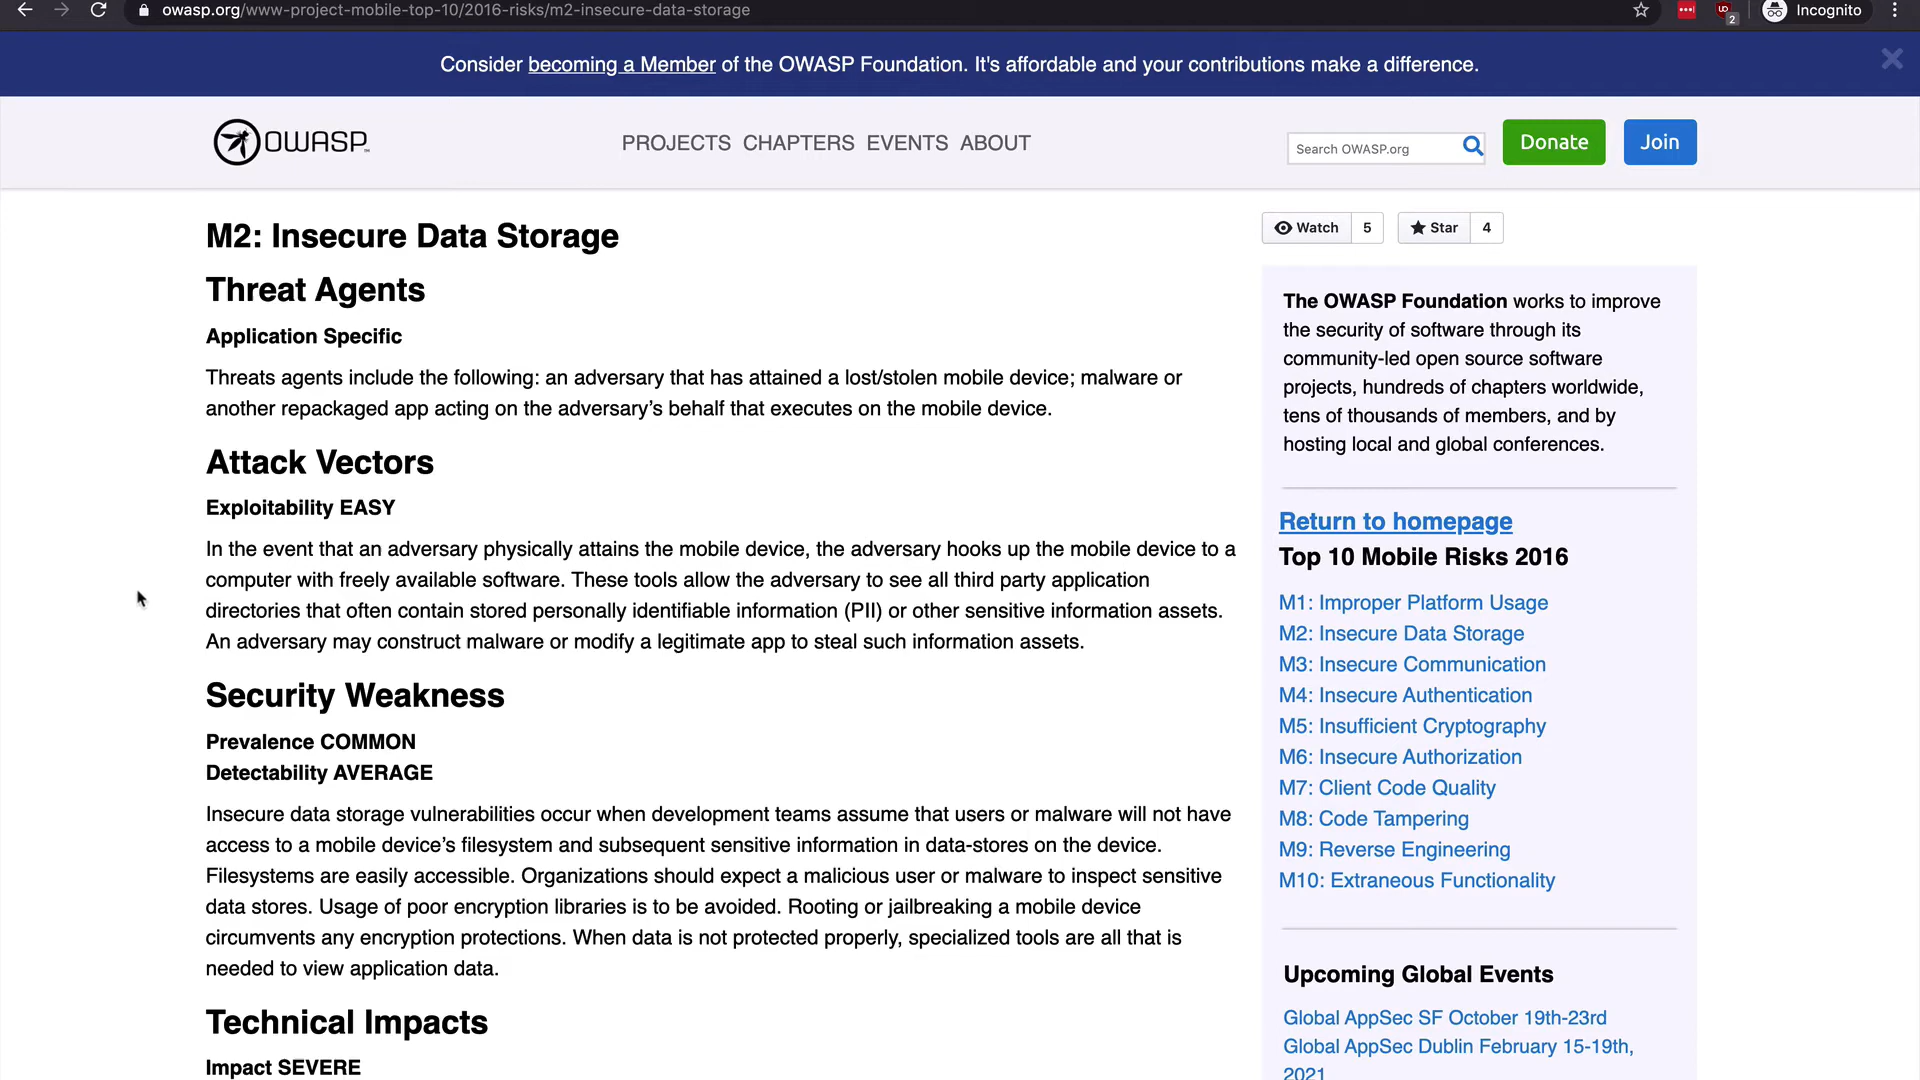 owasp.org/www-project-mobile-top-10/2016-risks/m2-insecure-data-storage
2
Incognito
Consider becoming a Member of the OWASP Foundation. It's affordable and your contributions make a difference.
OWASP
PROJECTS CHAPTERS EVENTS ABOUT
Search OWASP.org
Donate
Join
M2: Insecure Data Storage
Threat Agents
Application Specific
Threats agents include the following: an adversary that has attained a lost/stolen mobile device; malware or
another repackaged app acting on the adversary’s behalf that executes on the mobile device.
Attack Vectors
Exploitability EASY
In the event that an adversary physically attains the mobile device, the adversary hooks up the mobile device to a
computer with freely available software. These tools allow the adversary to see all third party application
directories that often contain stored personally identifiable information (PII) or other sensitive information assets.
An adversary may construct malware or modify a legitimate app to steal such information assets.
Security Weakness
Prevalence COMMON
Detectability AVERAGE
Insecure data storage vulnerabilities occur when development teams assume that users or malware will not have
access to a mobile device’s filesystem and subsequent sensitive information in data-stores on the device.
Filesystems are easily accessible. Organizations should expect a malicious user or malware to inspect sensitive
data stores. Usage of poor encryption libraries is to be avoided. Rooting or jailbreaking a mobile device
circumvents any encryption protections. When data is not protected properly, specialized tools are all that is
needed to view application data.
Technical Impacts
Impact SEVERE
Watch 5
Star 4
The OWASP Foundation works to improve
the security of software through its
community-led open source software
projects, hundreds of chapters worldwide,
tens of thousands of members, and by
hosting local and global conferences.
Return to homepage
Top 10 Mobile Risks 2016
M1: Improper Platform Usage
M2: Insecure Data Storage
M3: Insecure Communication
M4: Insecure Authentication
M5: Insufficient Cryptography
M6: Insecure Authorization
M7: Client Code Quality
M8: Code Tampering
M9: Reverse Engineering
M10: Extraneous Functionality
Upcoming Global Events
Global AppSec SF October 19th-23rd
Global AppSec Dublin February 15-19th,
2021